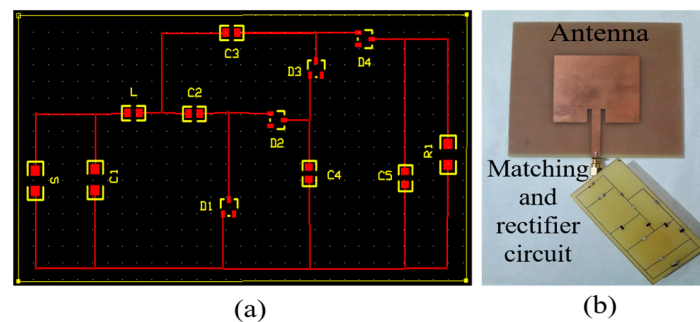 C3
D4
D3
L
C2
D2
S
C1
D1
C4
C5
R1
(a)
Antenna
Matching
and
rectifier
circuit
(b)